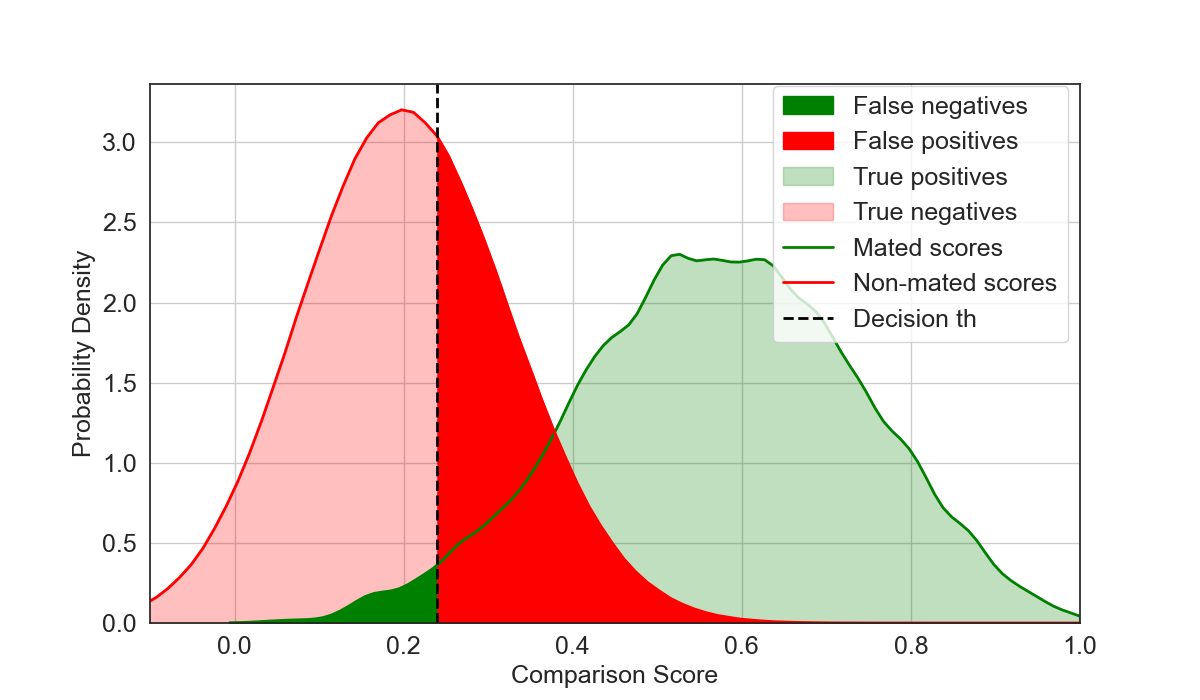 False negatives
False positives
True positives
True negatives
Mated scores
Non-mated scores
Decision th
Probability Density
3.0
2.5
2.0
1.5
1.0
0.5
0.0
0.0 0.2 0.4 0.6 0.8 1.0
Comparison Score